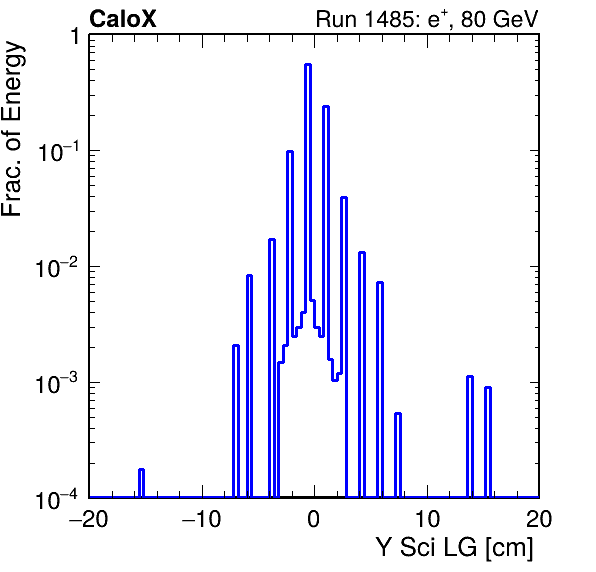 CaloX Run 1485: e⁺, 80 GeV
Frac. of Energy
1
10⁻¹
10⁻²
10⁻³
10⁻⁴
−20 −10 0 10 20
Y Sci LG [cm]